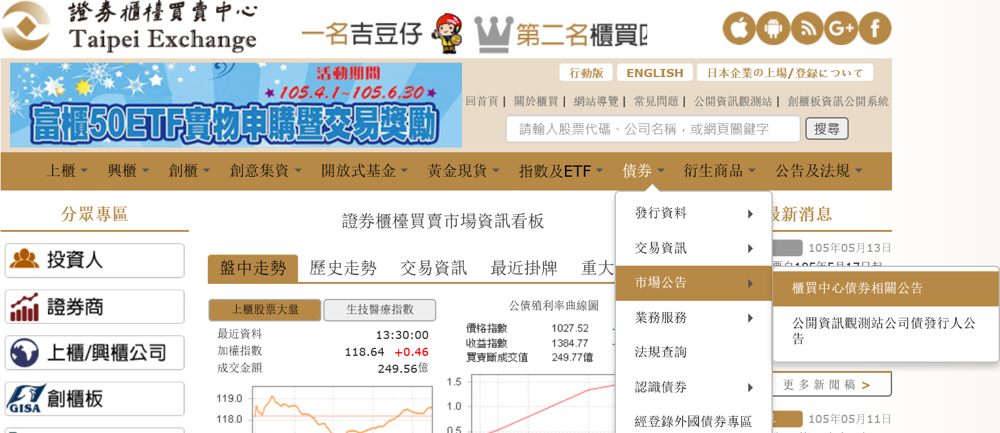 證券櫃檯買賣中心
Taipei Exchange
一名吉豆仔
第二名櫃買
G+
f
活動期間
105.4.1~105.6.30
富櫃50ETF實物申購暨交易獎勵
行動版
ENGLISH
日本企業の上場/登録について
回首頁 | 關於櫃買 | 網站導覽 | 常見問題 | 公開資訊觀測站 | 創櫃板資訊公開系統
請輸入股票代碼、公司名稱，或網頁關鍵字
搜尋
上櫃 興櫃 創櫃 創意集資 開放式基金 黃金現貨 指數及ETF 債券 衍生商品 公告及法規
分眾專區
投資人
證券商
上櫃/興櫃公司
GISA 創櫃板
證券櫃檯買賣市場資訊看板
盤中走勢 歷史走勢 交易資訊 最近掛牌 重大
上櫃股票大盤
生技醫療指數
最近資料 13:30:00
加權指數 118.64 +0.46
成交金額 249.56億
119.0
118.0
公債殖利率曲線圖
價格指數 1027.52
收益指數 1384.77
買賣斷成交值 249.77億
1.5
1.0
0.5
發行資料
交易資訊
市場公告
業務服務
法規查詢
認識債券
經登錄外國債券專區
櫃買中心債券相關公告
公開資訊觀測站公司債發行人公
告
最新消息
105年05月13日
更多新聞稿 >
105年05月11日